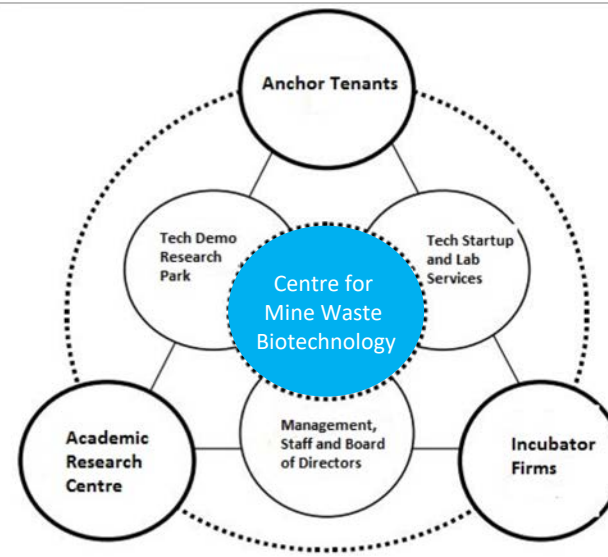 Anchor Tenants
Tech Demo
Research
Park
Tech Startup
and Lab
Services
Centre for
Mine Waste
Biotechnology
Management,
Staff and Board
of Directors
Academic
Research
Centre
Incubator
Firms